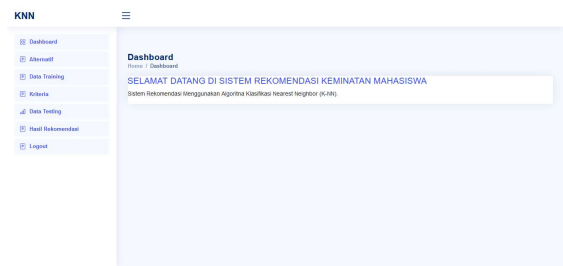 KNN
Dashboard
Alternatif
Data Training
Kriteria
Data Testing
Hasil Rekomendasi
Logout
Dashboard
Home / Dashboard
SELAMAT DATANG DI SISTEM REKOMENDASI KEMINATAN MAHASISWA
Sistem Rekomendasi Menggunakan Algoritna Klasifikasi Nearest Neighbor (K-NN).